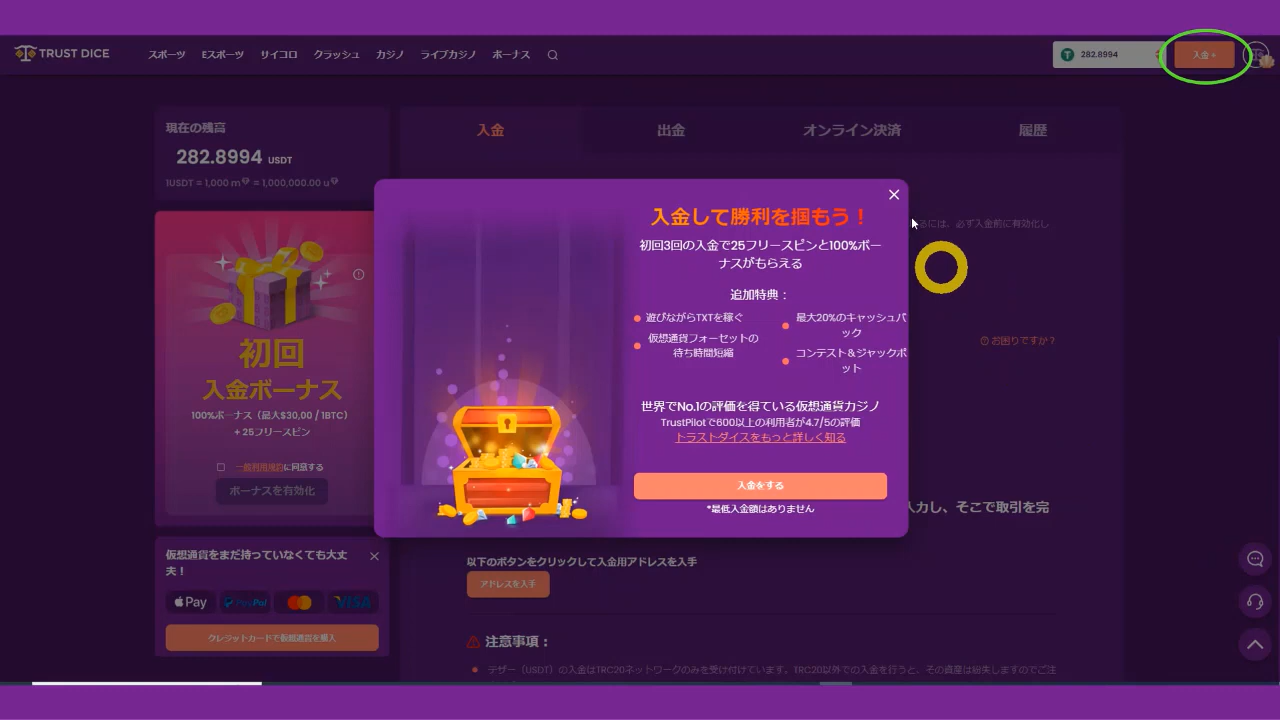 TRUST DICE
スポーツ Eスポーツ サイコロ クラッシュ カジノ ライブカジノ ボーナス
282.8994
入金 +
現在の残高
282.8994 USDT
1USDT = 1,000 m = 1,000,000.00 u
入金 出金 オンライン決済 履歴
るには、必ず入金前に有効化し
お困りですか?
初回
入金ボーナス
100%ボーナス(最大$30,00 / 1BTC)
+ 25フリースピン
一般利用規約に同意する
ボーナスを有効化
入金して勝利を掴もう!
初回3回の入金で25フリースピンと100%ボー
ナスがもらえる
追加特典:
遊びながらTXTを稼ぐ
仮想通貨フォーセットの
待ち時間短縮
最大20%のキャッシュバ
ック
コンテスト&ジャックポ
ット
世界でNo.1の評価を得ている仮想通貨カジノ
TrustPilotで600以上の利用者が4.7/5の評価
トラストダイスをもっと詳しく知る
入金をする
*最低入金額はありません
入力し、そこで取引を完
仮想通貨をまだ持っていなくても大丈
夫!
Pay PayPal VISA
クレジットカードで仮想通貨を購入
以下のボタンをクリックして入金用アドレスを入手
アドレスを入手
注意事項:
テザー(USDT)の入金はTRC20ネットワークのみを受け付けています。TRC20以外での入金を行うと、その資産は紛失しますのでご注